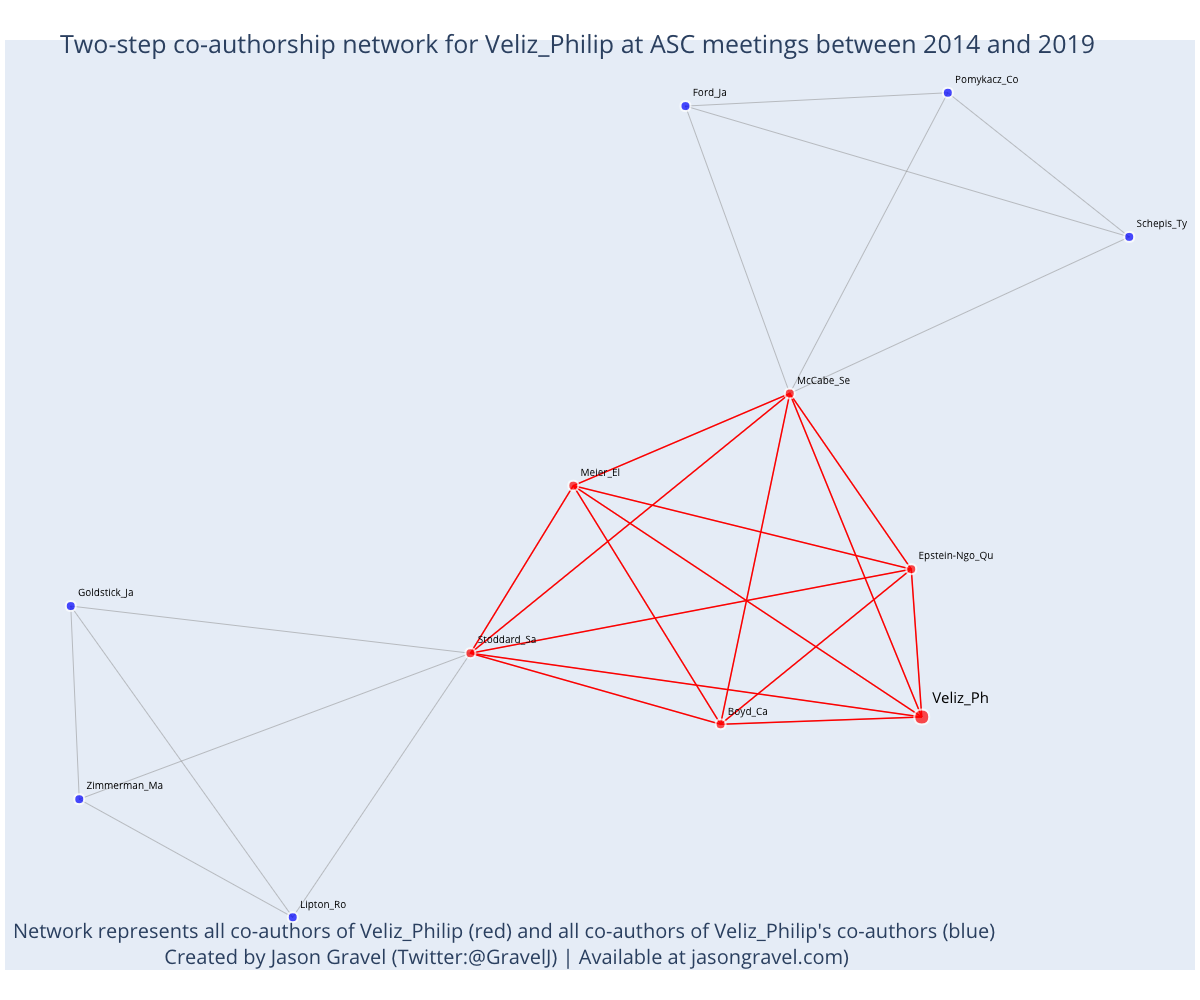 Two-step co-authorship network for Veliz_Philip at ASC meetings between 2014 and 2019
Pomykacz_Co
Ford_Ja
Schepis_Ty
McCabe_Se
Meier_El
Epstein-Ngo_Qu
Goldstick_Ja
Stoddard_Sa
Veliz_Ph
Boyd_Ca
Zimmerman_Ma
Lipton_Ro
Network represents all co-authors of Veliz_Philip (red) and all co-authors of Veliz_Philip's co-authors (blue)
Created by Jason Gravel (Twitter:@GravelJ) | Available at jasongravel.com)